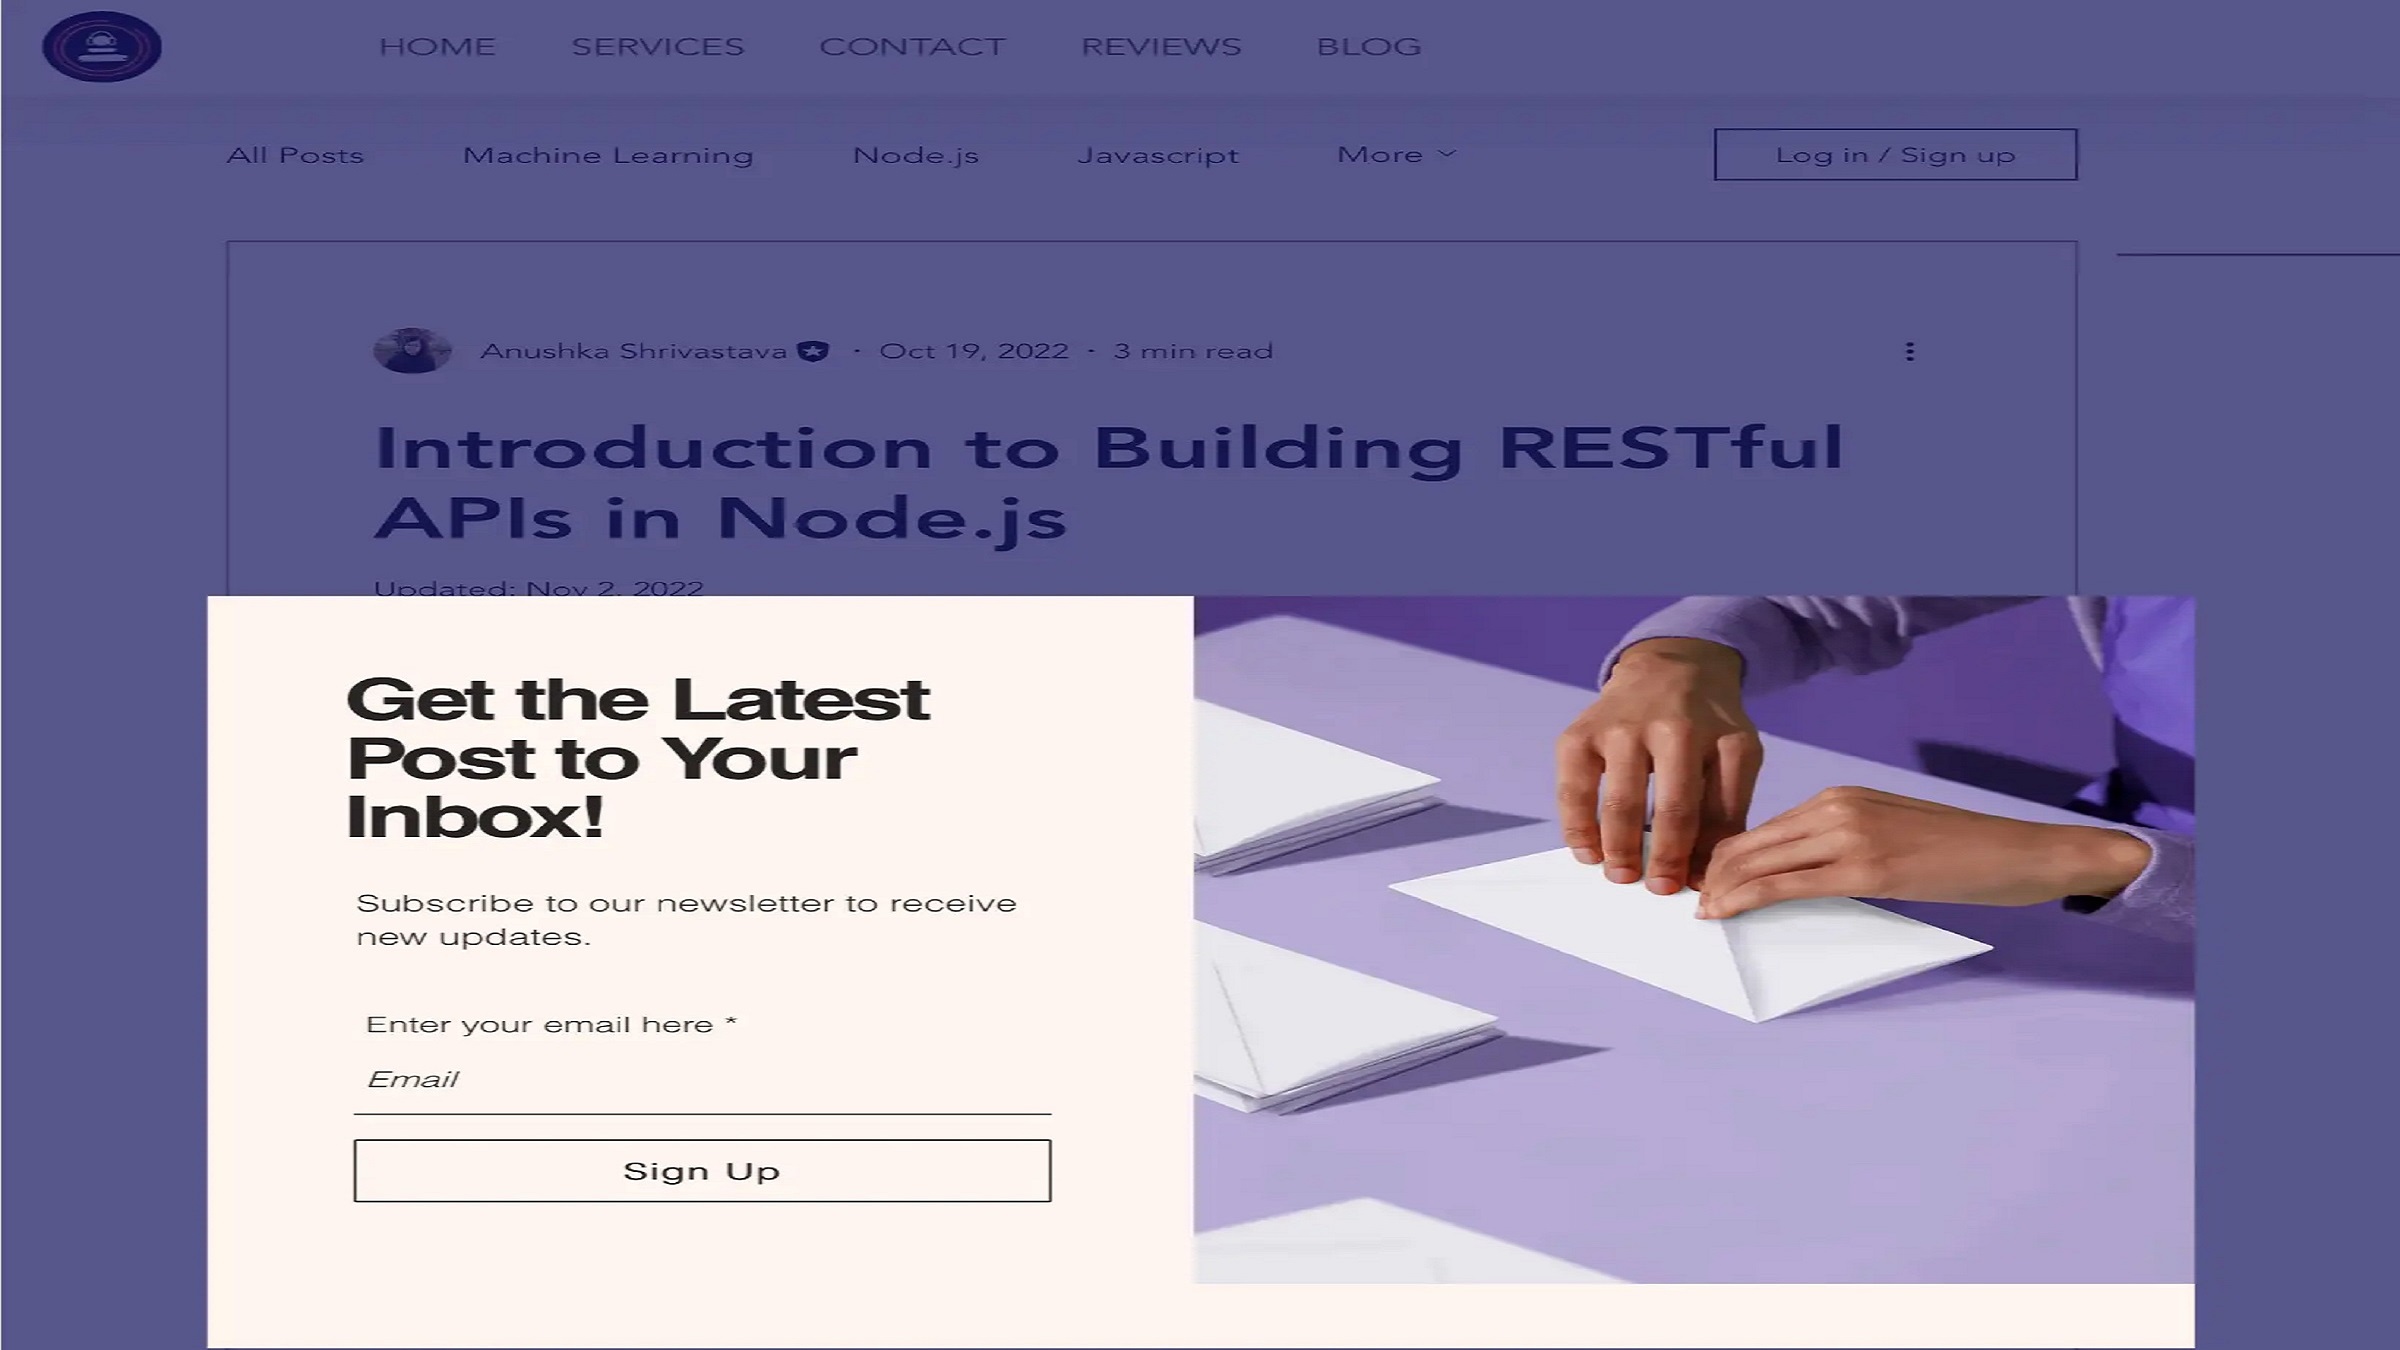 HOME SERVICES CONTACT REVIEWS BLOG
All Posts Machine Learning Node.js Javascript More Log in / Sign up
Anushka Shrivastava · Oct 19, 2022 · 3 min read
Introduction to Building RESTful
APIs in Node.js
Updated: Nov 2, 2022
Get the Latest
Post to Your
Inbox!
Subscribe to our newsletter to receive
new updates.
Enter your email here *
Email
Sign Up